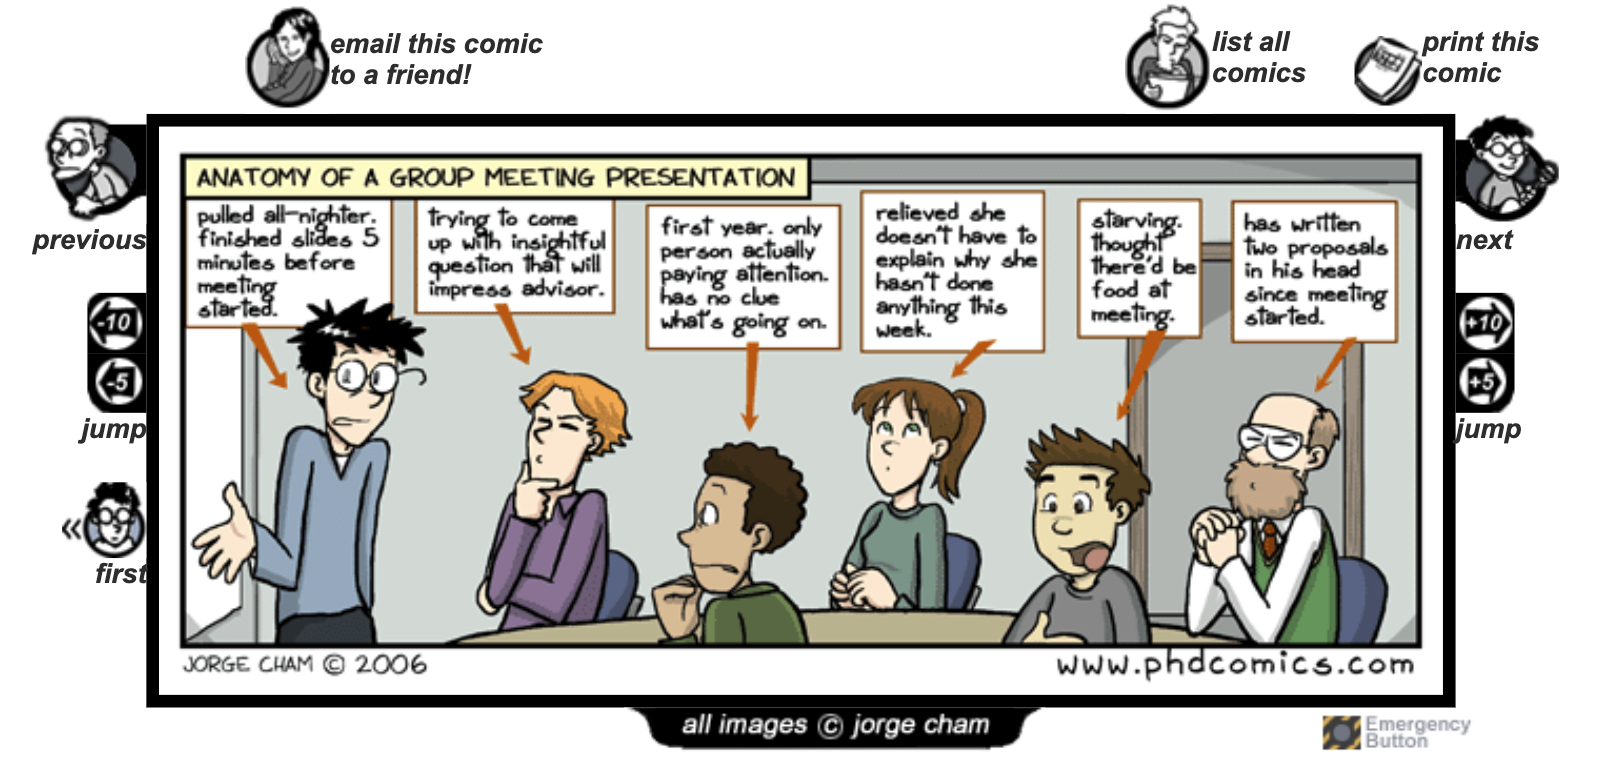 email this comic
to a friend!
list all
comics
print this
comic
previous
next
-10
-5
jump
+10
+5
jump
first
ANATOMY OF A GROUP MEETING PRESENTATION
pulled all-nighter.
finished slides 5
minutes before
meeting
started.
trying to come
up with insightful
question that will
impress advisor.
first year. only
person actually
paying attention.
has no clue
what's going on.
relieved she
doesn't have to
explain why she
hasn't done
anything this
week.
starving.
thought
there'd be
food at
meeting.
has written
two proposals
in his head
since meeting
started.
JORGE CHAM © 2006
www.phdcomics.com
all images © jorge cham
Emergency
Button